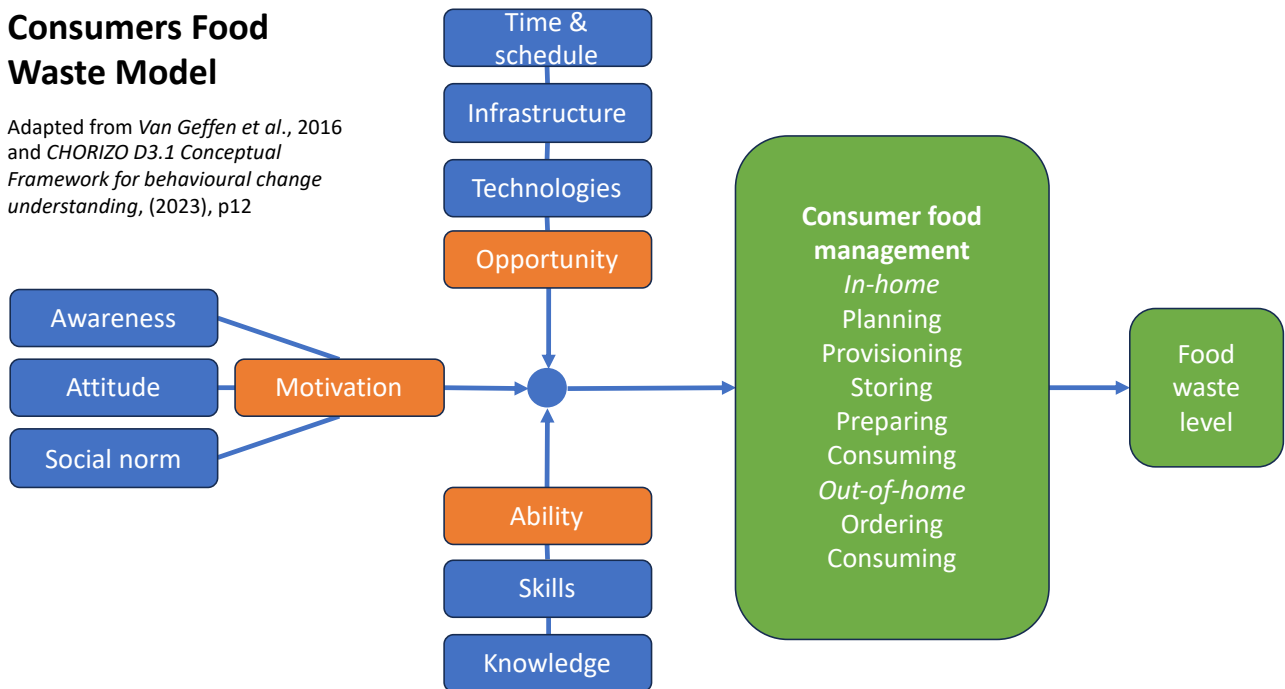 Consumers Food
Waste Model
Adapted from Van Geffen et al., 2016
and CHORIZO D3.1 Conceptual
Framework for behavioural change
understanding, (2023), p12
Time &
schedule
Infrastructure
Technologies
Opportunity
Awareness
Attitude
Social norm
Motivation
Ability
Skills
Knowledge
Consumer food
management
In-home
Planning
Provisioning
Storing
Preparing
Consuming
Out-of-home
Ordering
Consuming
Food
waste
level